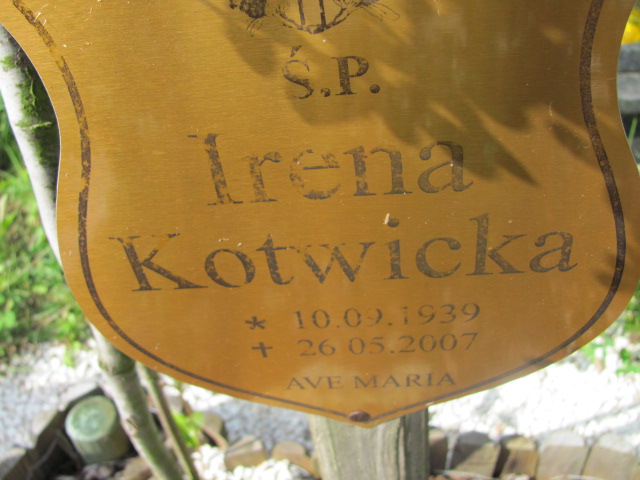 Ś.P.
Irena
Kotwicka
* 10.09.1939
✝ 26.05.2007
AVE MARIA